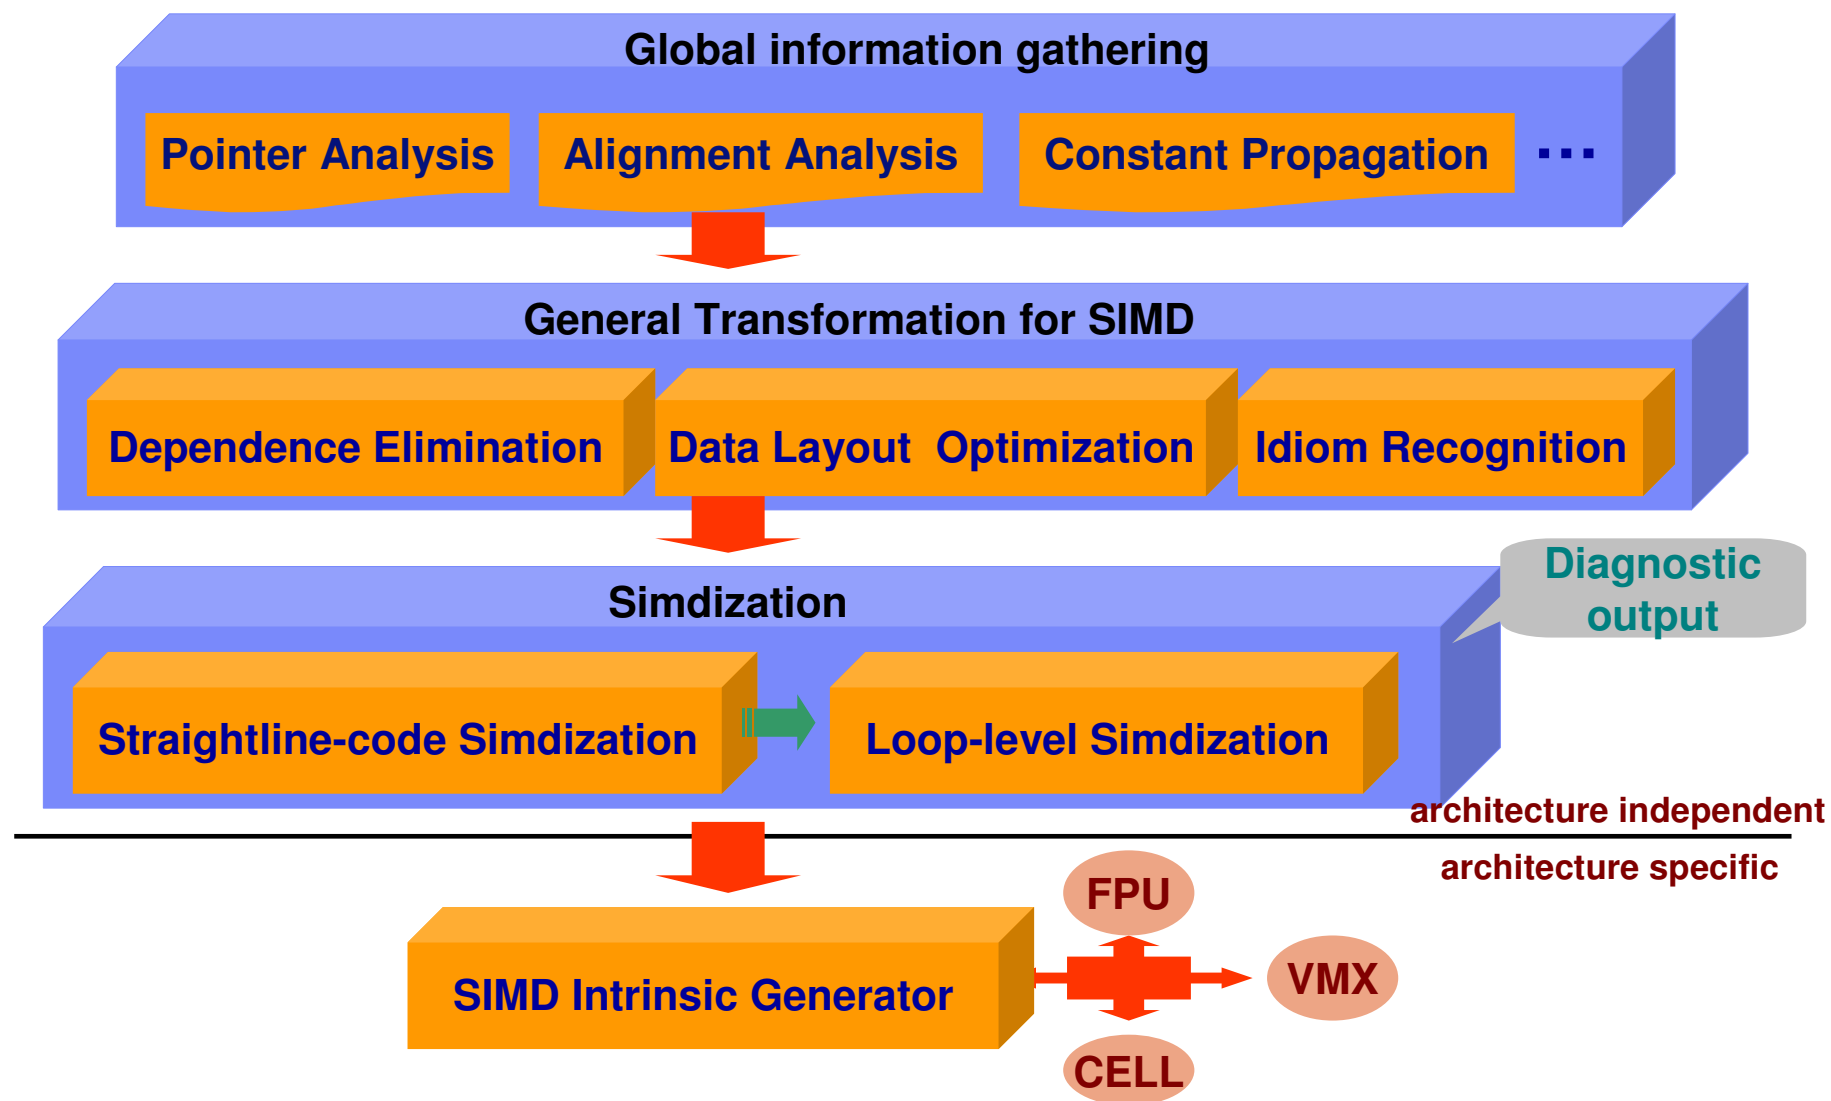 Global information gathering
Pointer Analysis
Alignment Analysis
Constant Propagation
...
General Transformation for SIMD
Dependence Elimination
Data Layout Optimization
Idiom Recognition
Diagnostic
output
Simdization
Straightline-code Simdization
Loop-level Simdization
architecture independent
architecture specific
FPU
SIMD Intrinsic Generator
VMX
CELL